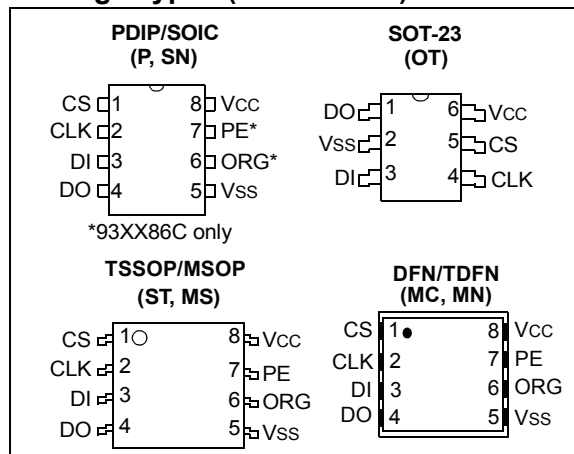 PDIP/SOIC
(P, SN)
CS 1 8 VCC
CLK 2 7 PE*
DI 3 6 ORG*
DO 4 5 VSS
*93XX86C only
SOT-23
(OT)
DO 1 6 VCC
VSS 2 5 CS
DI 3 4 CLK
TSSOP/MSOP
(ST, MS)
CS 1 8 VCC
CLK 2 7 PE
DI 3 6 ORG
DO 4 5 VSS
DFN/TDFN
(MC, MN)
CS 1 8 VCC
CLK 2 7 PE
DI 3 6 ORG
DO 4 5 VSS